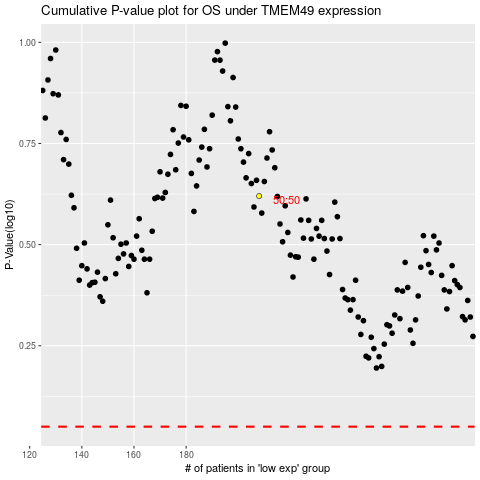 Cumulative P-value plot for OS under TMEM49 expression
P-Value(log10)
1.00
0.75
0.50
0.25
50:50
120 140 160 180
# of patients in 'low exp' group